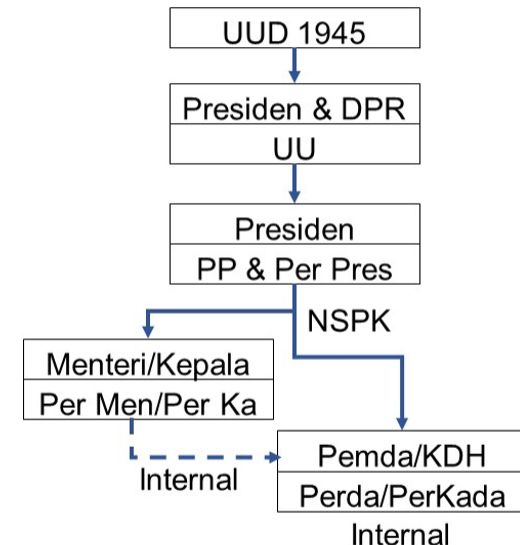 UUD 1945
Presiden & DPR
UU
Presiden
PP & Per Pres
NSPK
Menteri/Kepala
Per Men/Per Ka
Internal
Pemda/KDH
Perda/PerKada
Internal